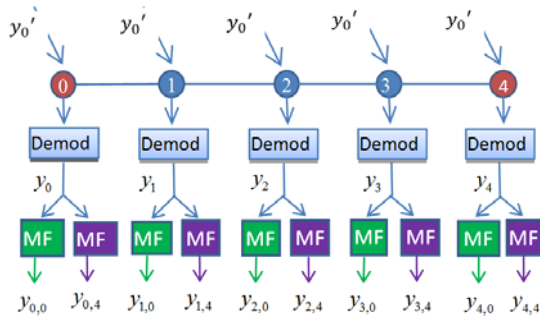 y₀′ y₀′ y₀′ y₀′ y₀′
0 1 2 3 4
Demod Demod Demod Demod Demod
y₀ y₁ y₂ y₃ y₄
MF MF MF MF MF MF MF MF MF MF
y₀,₀ y₀,₄ y₁,₀ y₁,₄ y₂,₀ y₂,₄ y₃,₀ y₃,₄ y₄,₀ y₄,₄